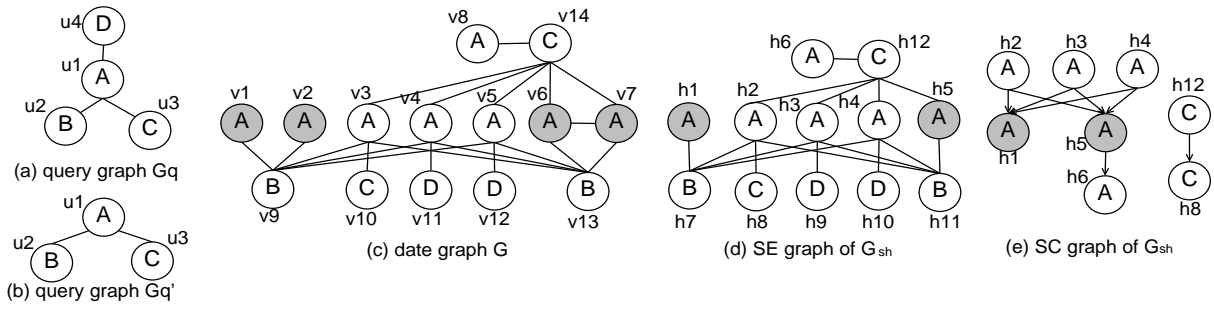 u4 D
u1 A
u2 B
u3 C
(a) query graph Gq
u1 A
u2 B
u3 C
(b) query graph Gq'
v8 A
C v14
v1 v2 v3 v4 v5 v6 v7
A A A A A A A
B C D D B
v9 v10 v11 v12 v13
(c) date graph G
h6 A
C h12
h1 h2 h3 h4 h5
A A A A A
B C D D B
h7 h8 h9 h10 h11
(d) SE graph of Gsh
h2 h3 h4
A A A
h12
C
A h5 A
h1
h6 A
C
h8
(e) SC graph of Gsh